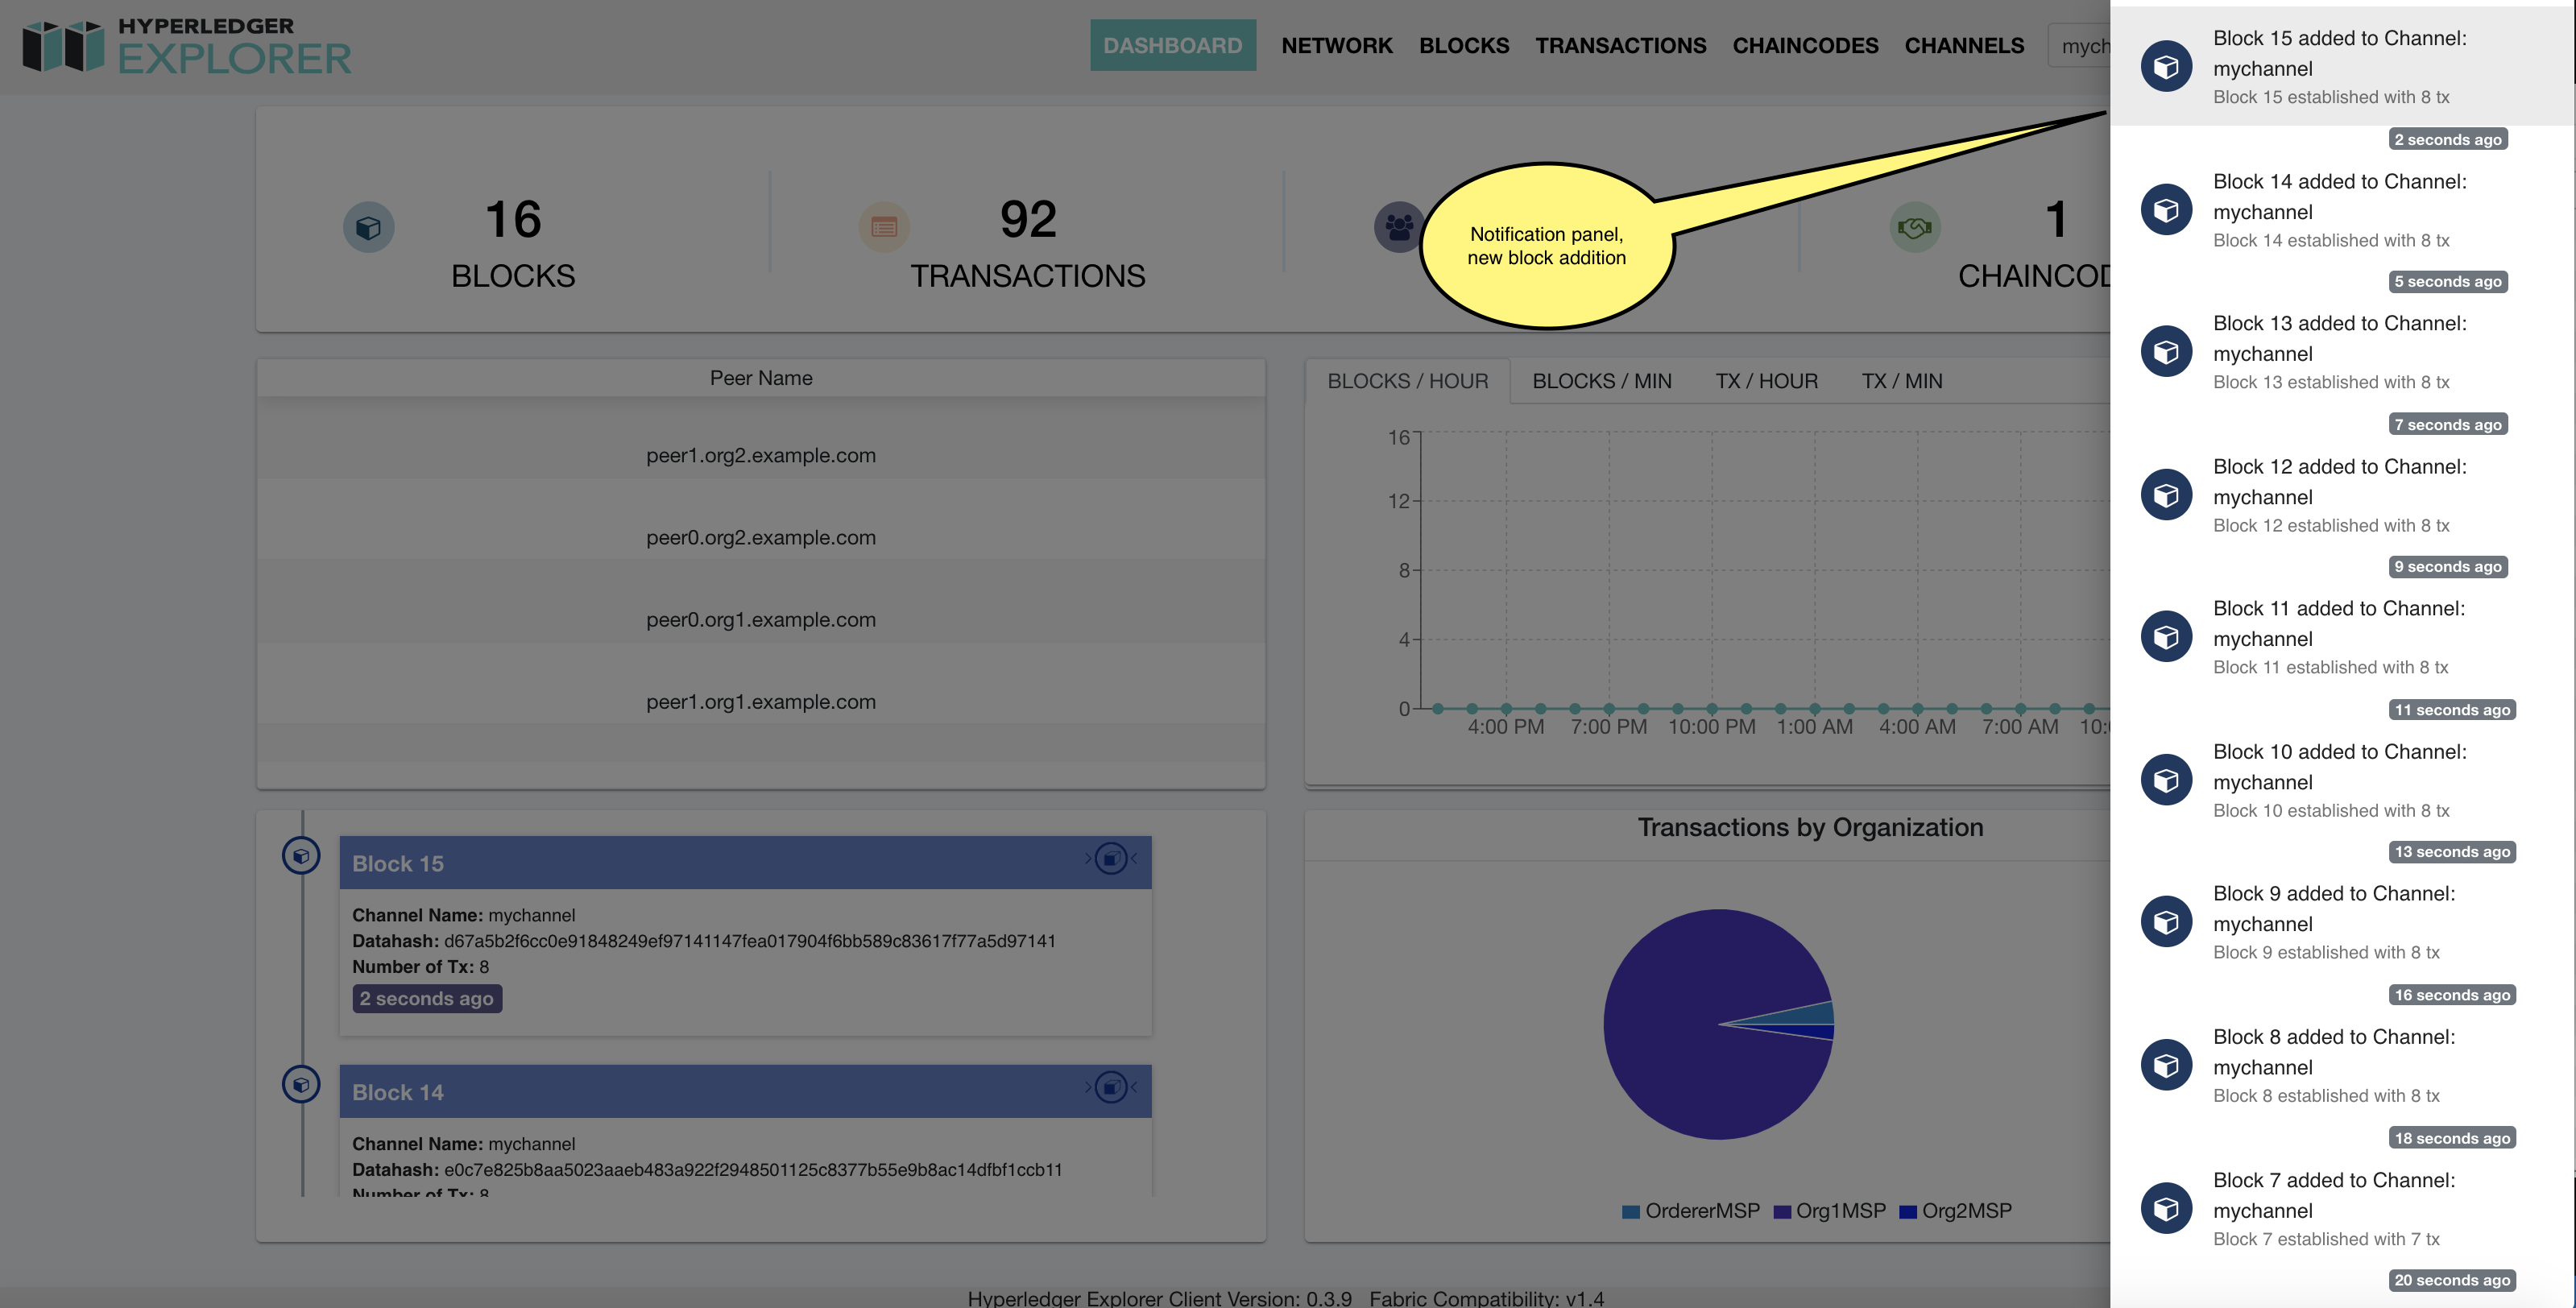 HYPERLEDGER
EXPLORER
DASHBOARD NETWORK BLOCKS TRANSACTIONS CHAINCODES CHANNELS mych
16
BLOCKS
92
TRANSACTIONS
1
CHAINCOD
Notification panel,
new block addition
Peer Name
peer1.org2.example.com
peer0.org2.example.com
peer0.org1.example.com
peer1.org1.example.com
BLOCKS / HOUR BLOCKS / MIN TX / HOUR TX / MIN
16
12
8
4
0
4:00 PM 7:00 PM 10:00 PM 1:00 AM 4:00 AM 7:00 AM 10:
Block 15
Channel Name: mychannel
Datahash: d67a5b2f6cc0e91848249ef97141147fea017904f6bb589c83617f77a5d97141
Number of Tx: 8
2 seconds ago
Block 14
Channel Name: mychannel
Datahash: e0c7e825b8aa5023aaeb483a922f2948501125c8377b55e9b8ac14dfbf1ccb11
Number of Tx: 8
Transactions by Organization
OrdererMSP Org1MSP Org2MSP
Hyperledger Explorer Client Version: 0.3.9 Fabric Compatibility: v1.4
Block 15 added to Channel:
mychannel
Block 15 established with 8 tx
2 seconds ago
Block 14 added to Channel:
mychannel
Block 14 established with 8 tx
5 seconds ago
Block 13 added to Channel:
mychannel
Block 13 established with 8 tx
7 seconds ago
Block 12 added to Channel:
mychannel
Block 12 established with 8 tx
9 seconds ago
Block 11 added to Channel:
mychannel
Block 11 established with 8 tx
11 seconds ago
Block 10 added to Channel:
mychannel
Block 10 established with 8 tx
13 seconds ago
Block 9 added to Channel:
mychannel
Block 9 established with 8 tx
16 seconds ago
Block 8 added to Channel:
mychannel
Block 8 established with 8 tx
18 seconds ago
Block 7 added to Channel:
mychannel
Block 7 established with 7 tx
20 seconds ago